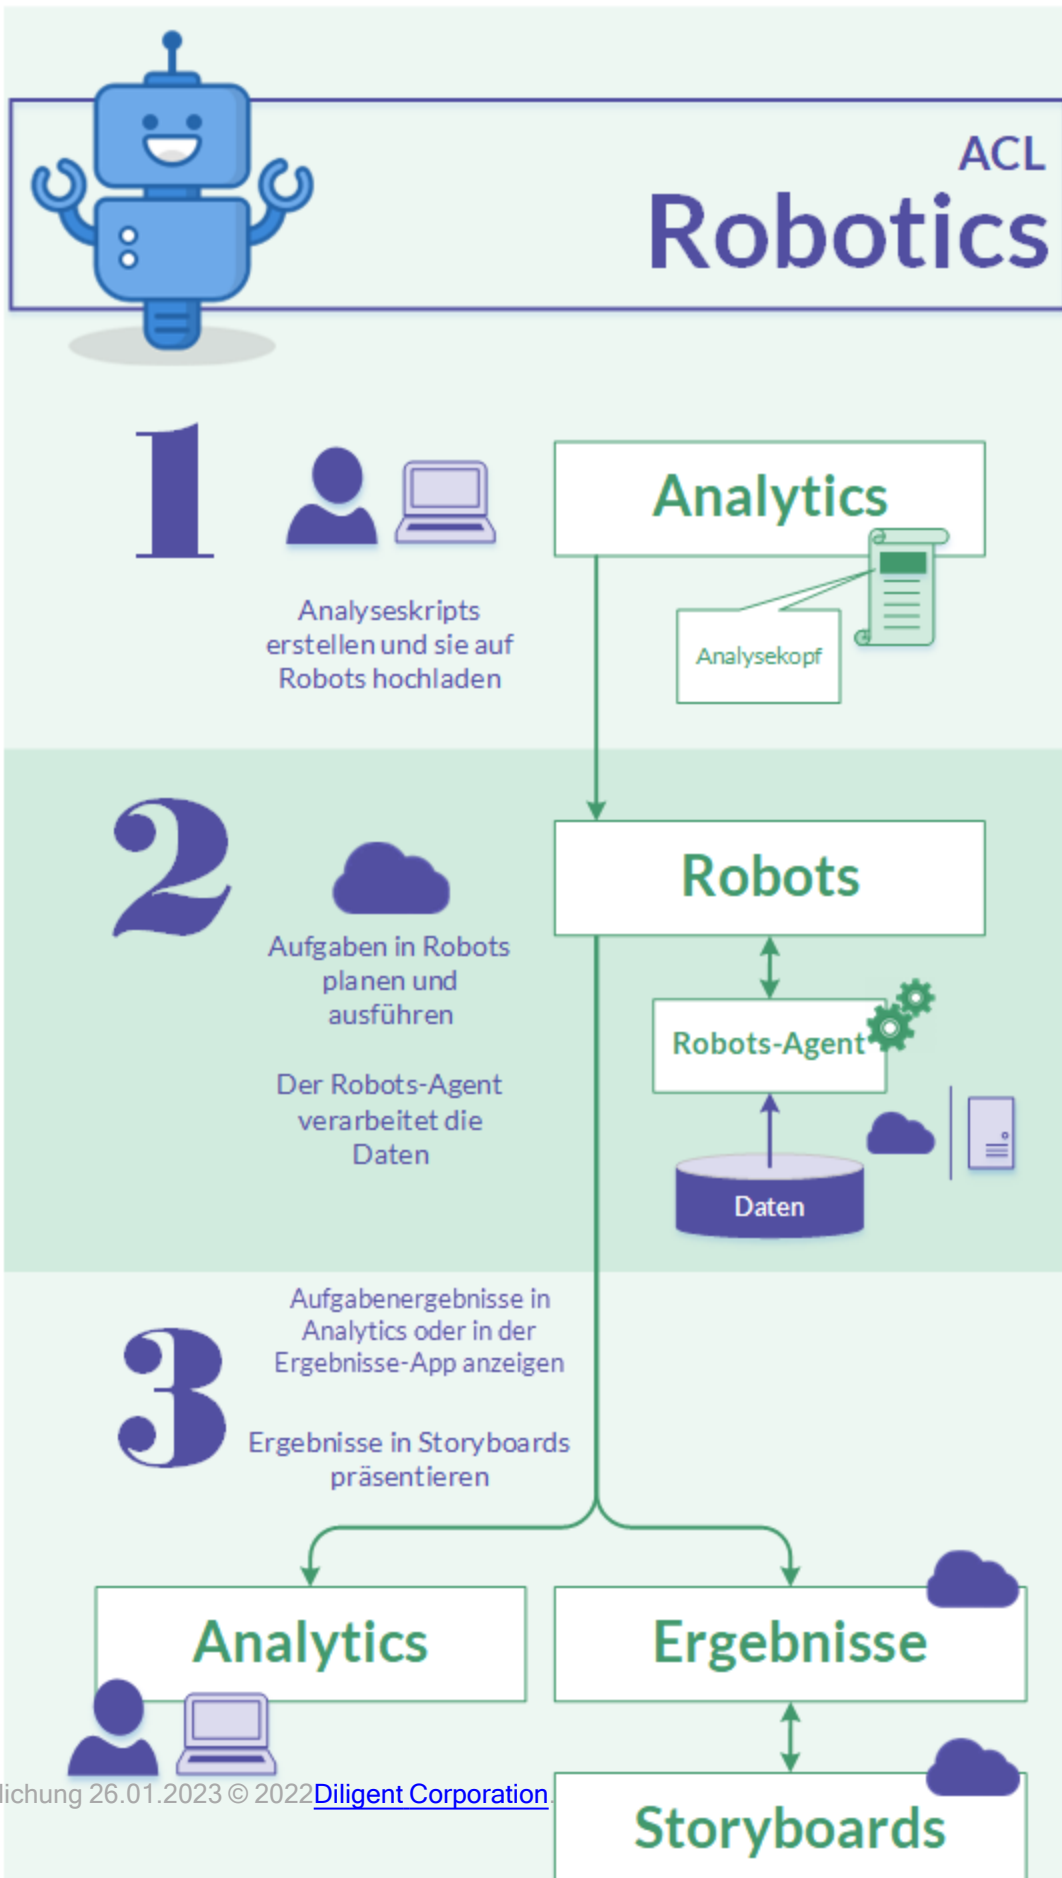 ACL
Robotics
1
Analytics
Analyseskripts
erstellen und sie auf
Robots hochladen
Analysekopf
2
Robots
Aufgaben in Robots
planen und
ausführen
Robots-Agent
Der Robots-Agent
verarbeitet die
Daten
Daten
3
Aufgabenergebnisse in
Analytics oder in der
Ergebnisse-App anzeigen
Ergebnisse in Storyboards
präsentieren
Analytics
Ergebnisse
26.01.2023 © 2022 Diligent Corporation.
Storyboards